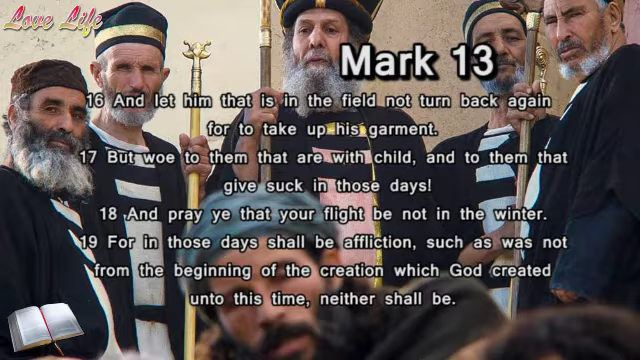 Love Life
Mark 13
16 And let him that is in the field not turn back again
for to take up his garment.
17 But woe to them that are with child, and to them that
give suck in those days!
18 And pray ye that your flight be not in the winter.
19 For in those days shall be affliction, such as was not
from the beginning of the creation which God created
unto this time, neither shall be.